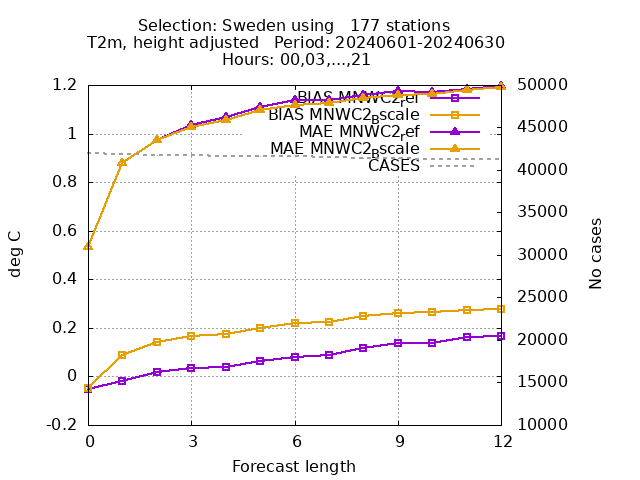 Selection: Sweden using   177 stations
T2m, height adjusted   Period: 20240601-20240630
Hours: 00,03,...,21
1.2
1
0.8
0.6
0.4
0.2
0
-0.2
deg C
BIAS MNWC2_ref
BIAS MNWC2_Bscale
MAE MNWC2_ref
MAE MNWC2_Bscale
CASES
50000
45000
40000
35000
30000
25000
20000
15000
10000
No cases
0 3 6 9 12
Forecast length